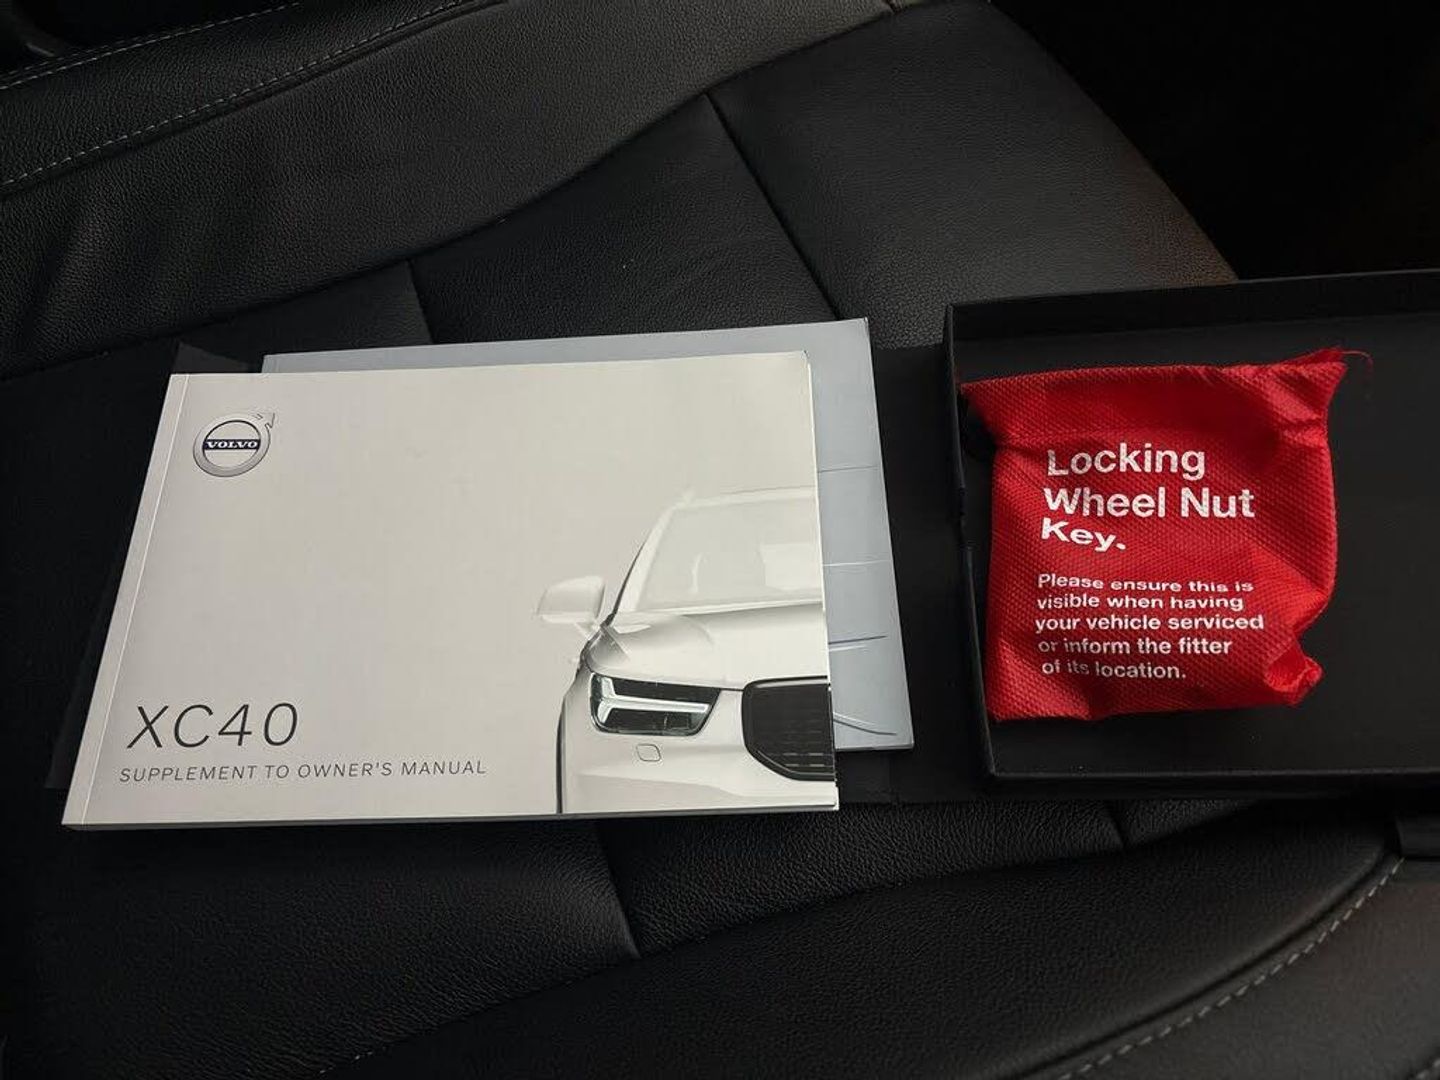 VOLVO
XC40
SUPPLEMENT TO OWNER'S MANUAL
Locking
Wheel Nut
Key.
Please ensure this is
visible when having
your vehicle serviced
or inform the fitter
of its location.